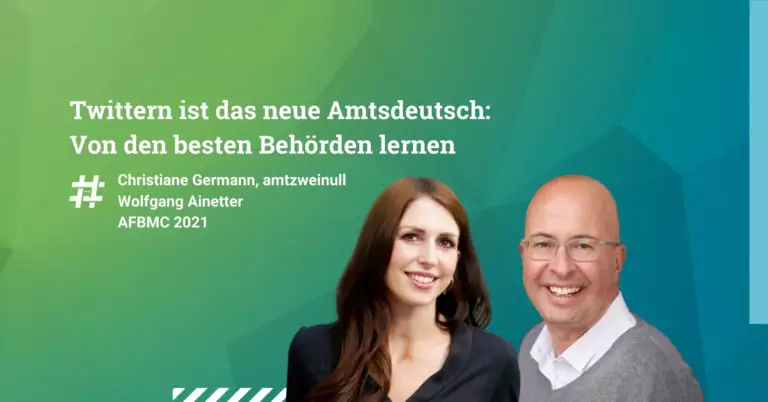 Twittern ist das neue Amtsdeutsch:
Von den besten Behörden lernen
Christiane Germann, amtzweinull
Wolfgang Ainetter
AFBMC 2021